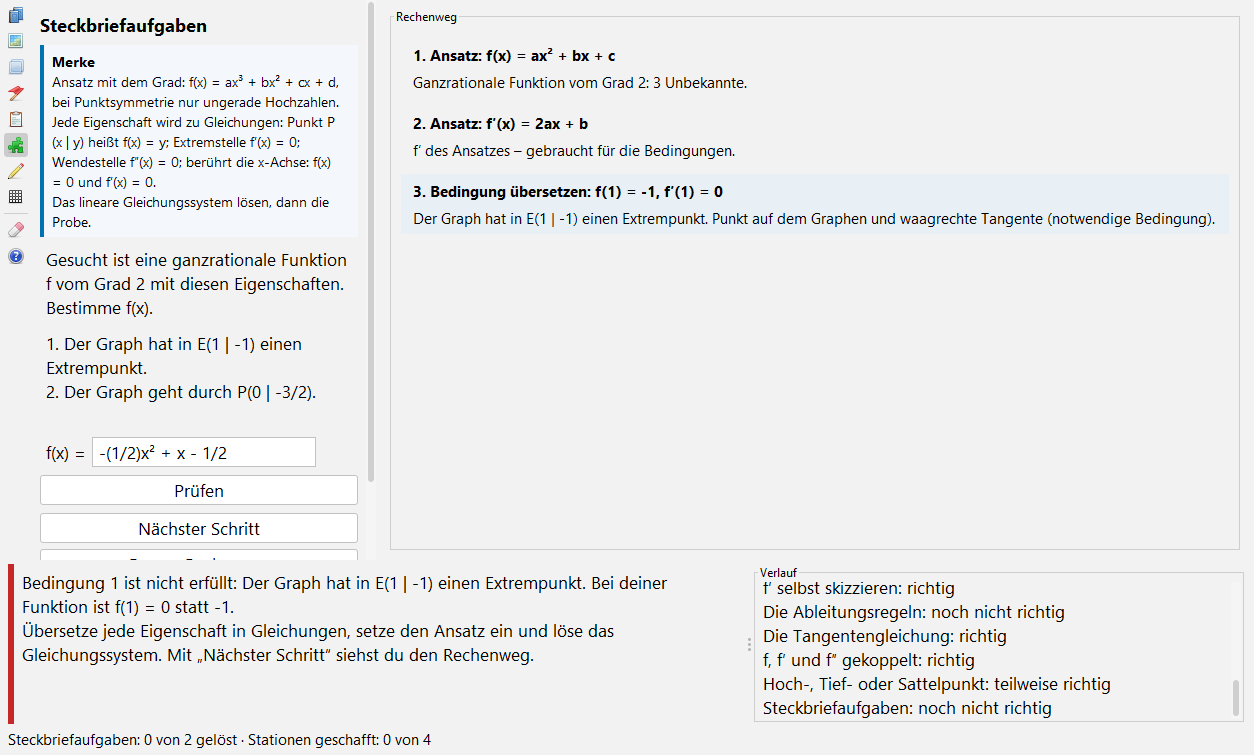 Steckbriefaufgaben
Merke
Ansatz mit dem Grad: f(x) = ax³ + bx² + cx + d,
bei Punktsymmetrie nur ungerade Hochzahlen.
Jede Eigenschaft wird zu Gleichungen: Punkt P
(x | y) heißt f(x) = y; Extremstelle f′(x) = 0;
Wendestelle f″(x) = 0; berührt die x-Achse: f(x)
= 0 und f′(x) = 0.
Das lineare Gleichungssystem lösen, dann die
Probe.
Gesucht ist eine ganzrationale Funktion
f vom Grad 2 mit diesen Eigenschaften.
Bestimme f(x).
1. Der Graph hat in E(1 | -1) einen
Extrempunkt.
2. Der Graph geht durch P(0 | -3/2).
f(x) = -(1/2)x² + x - 1/2
Prüfen
Nächster Schritt
Rechenweg
1. Ansatz: f(x) = ax² + bx + c
Ganzrationale Funktion vom Grad 2: 3 Unbekannte.
2. Ansatz: f′(x) = 2ax + b
f′ des Ansatzes – gebraucht für die Bedingungen.
3. Bedingung übersetzen: f(1) = -1, f′(1) = 0
Der Graph hat in E(1 | -1) einen Extrempunkt. Punkt auf dem Graphen und waagrechte Tangente (notwendige Bedingung).
Bedingung 1 ist nicht erfüllt: Der Graph hat in E(1 | -1) einen Extrempunkt. Bei deiner
Funktion ist f(1) = 0 statt -1.
Übersetze jede Eigenschaft in Gleichungen, setze den Ansatz ein und löse das
Gleichungssystem. Mit „Nächster Schritt“ siehst du den Rechenweg.
Verlauf
f′ selbst skizzieren: richtig
Die Ableitungsregeln: noch nicht richtig
Die Tangentengleichung: richtig
f, f′ und f″ gekoppelt: richtig
Hoch-, Tief- oder Sattelpunkt: teilweise richtig
Steckbriefaufgaben: noch nicht richtig
Steckbriefaufgaben: 0 von 2 gelöst · Stationen geschafft: 0 von 4